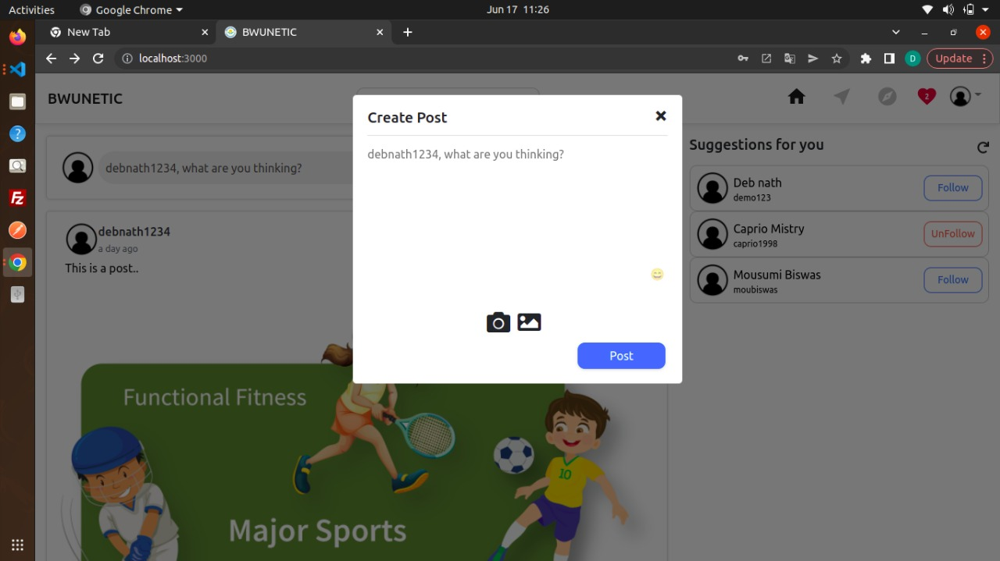 Activities
Google Chrome
Jun 17 11:26
New Tab
BWUNETIC
localhost:3000
D
Update
BWUNETIC
2
Create Post
debnath1234, what are you thinking?
debnath1234, what are you thinking?
Post
debnath1234
a day ago
This is a post..
Functional Fitness
10
Major Sports
Suggestions for you
Deb nath
demo123
Follow
Caprio Mistry
caprio1998
UnFollow
Mousumi Biswas
moubiswas
Follow
Fz
?